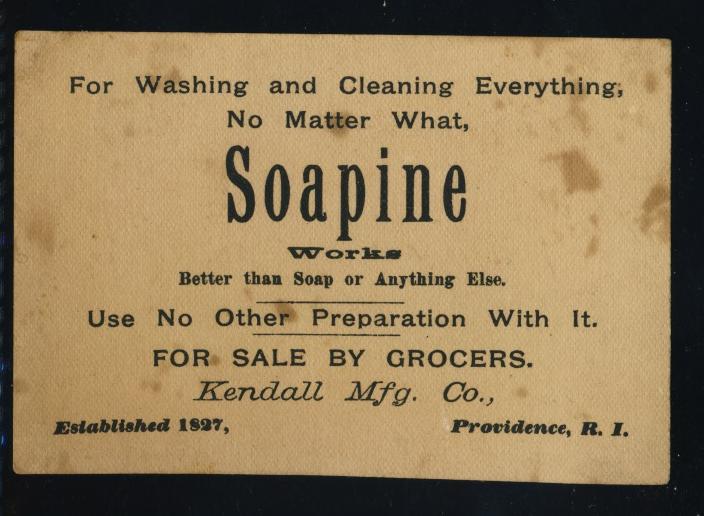 For Washing and Cleaning Everything,
No Matter What,
Soapine
Works
Better than Soap or Anything Else.
Use No Other Preparation With It.
FOR SALE BY GROCERS.
Kendall Mfg. Co.,
Established 1827, Providence, R. I.